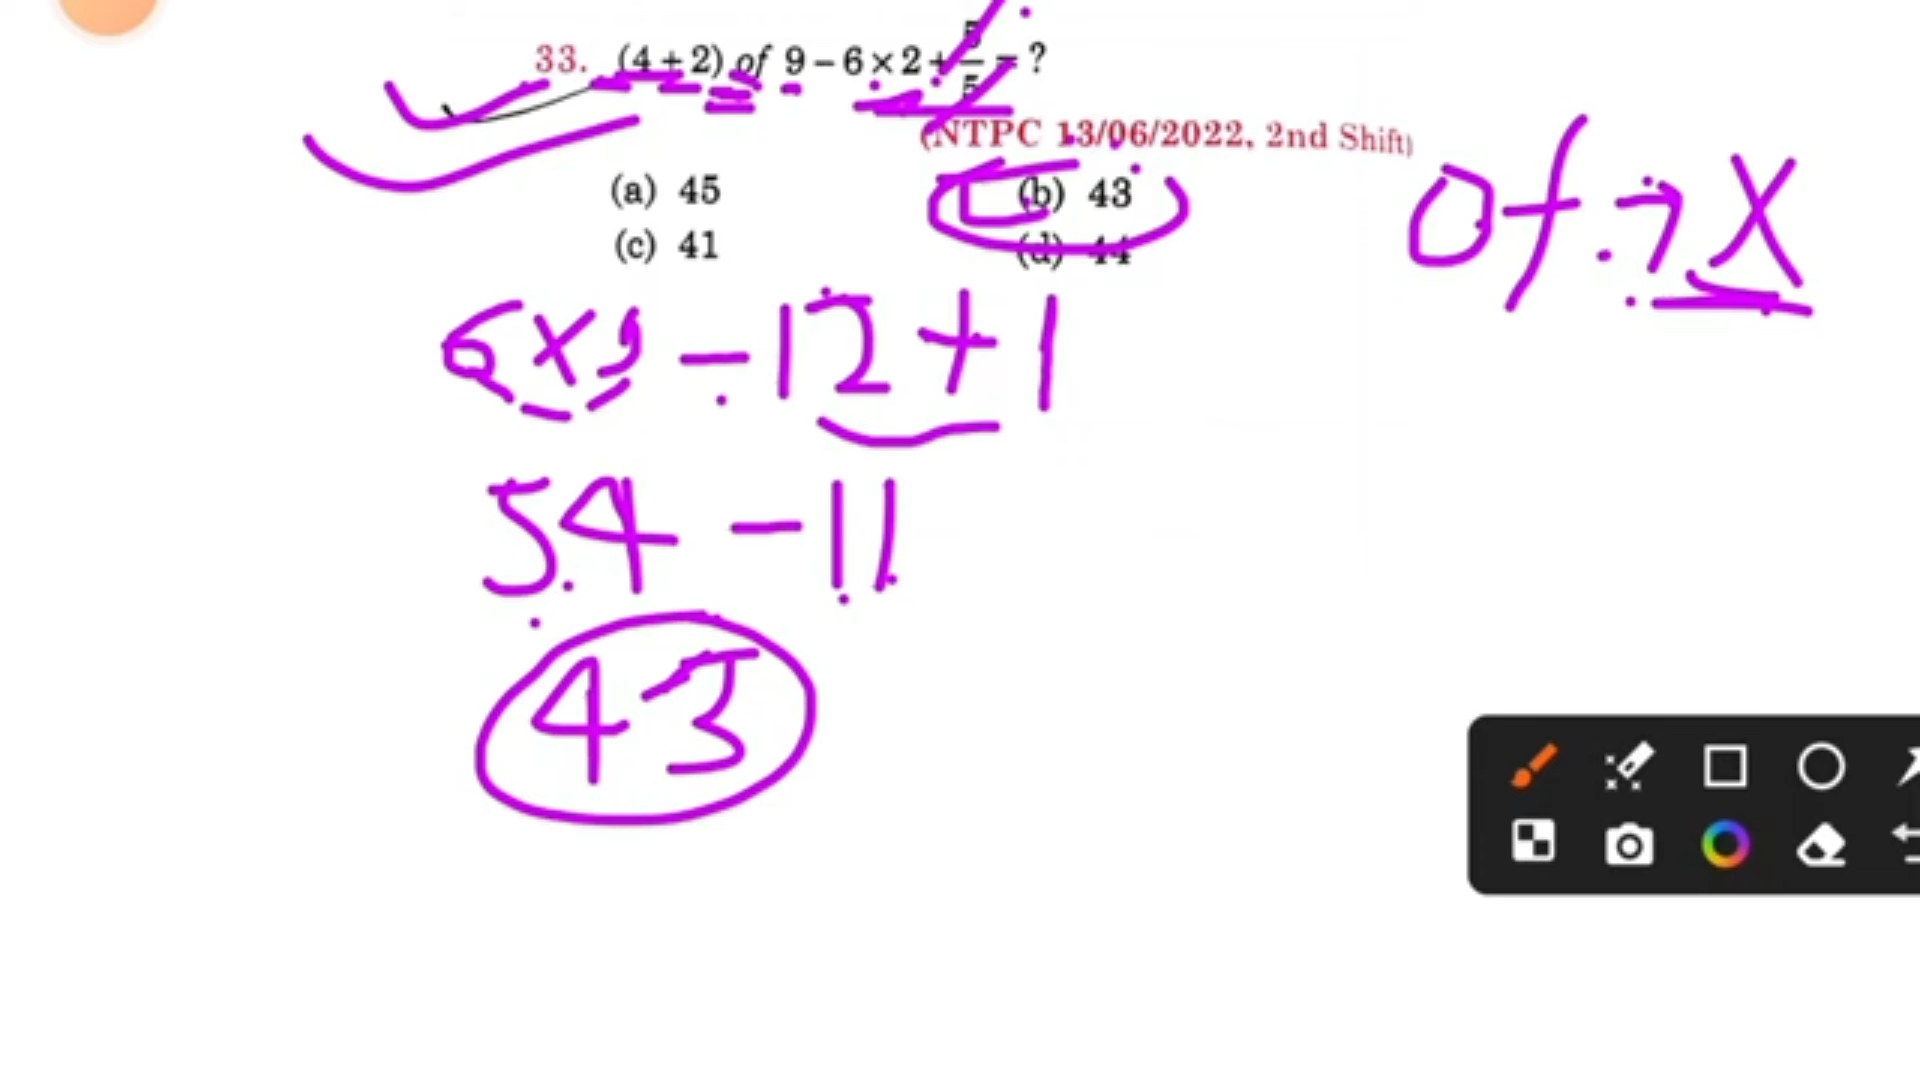 33. (4+2) of 9 – 6 × 2 + 5/5 = ?
(NTPC 13/06/2022, 2nd Shift)
(a) 45 (b) 43
(c) 41 (d) 44
of → X
6×9 – 12 + 1
54 – 11
43